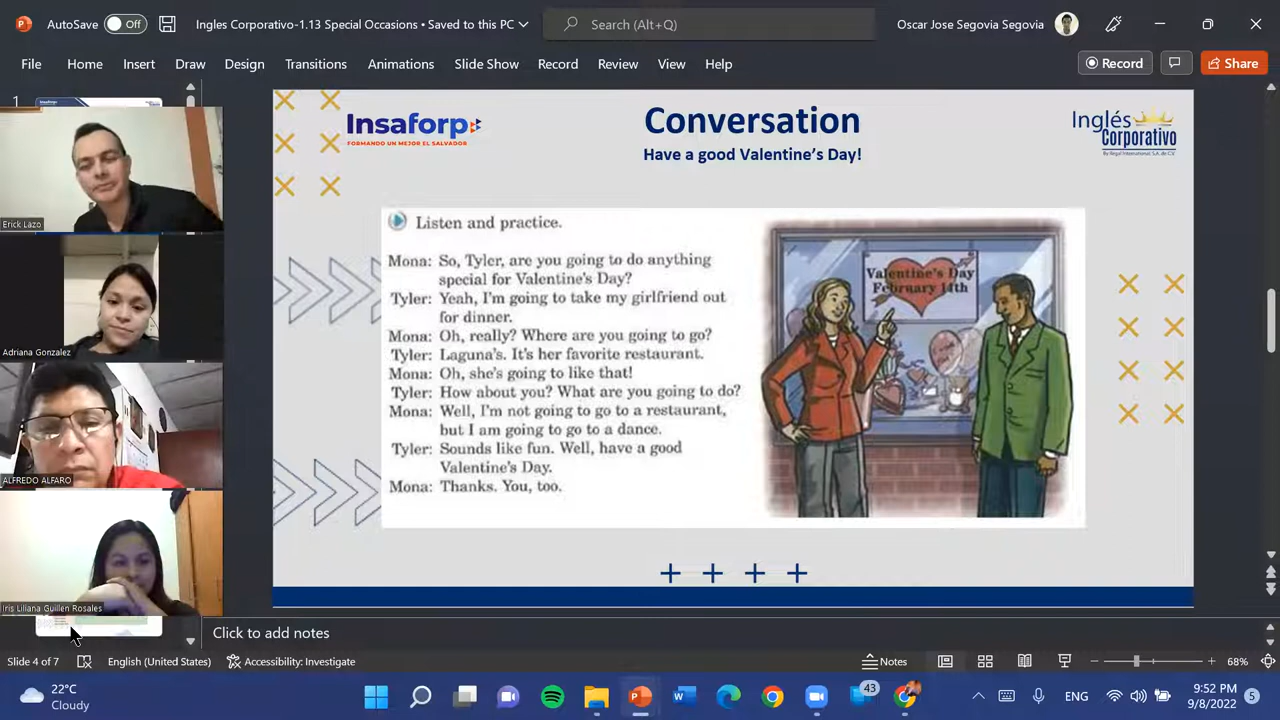 AutoSave Off
Ingles Corporativo-1.13 Special Occasions • Saved to this PC
Search (Alt+Q)
Oscar Jose Segovia Segovia
File Home Insert Draw Design Transitions Animations Slide Show Record Review View Help
Record
Share
1
Erick Lazo
Adriana Gonzalez
ALFREDO ALFARO
Iris Liliana Guillen Rosales
Insaforp
FORMANDO UN MEJOR EL SALVADOR
Conversation
Have a good Valentine's Day!
Inglés
Corporativo
By Regal International, S.A. de C.V.
Listen and practice.
Mona: So, Tyler, are you going to do anything
special for Valentine's Day?
Tyler: Yeah, I'm going to take my girlfriend out
for dinner.
Mona: Oh, really? Where are you going to go?
Tyler: Laguna's. It's her favorite restaurant.
Mona: Oh, she's going to like that!
Tyler: How about you? What are you going to do?
Mona: Well, I'm not going to go to a restaurant,
but I am going to go to a dance.
Tyler: Sounds like fun. Well, have a good
Valentine's Day.
Mona: Thanks. You, too.
Valentine's Day
February 14th
Click to add notes
Slide 4 of 7
English (United States)
Accessibility: Investigate
Notes
68%
22°C
Cloudy
43
ENG
9:52 PM
9/8/2022
5